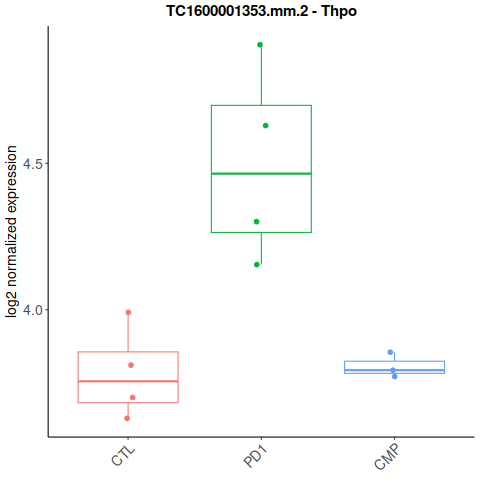 TC1600001353.mm.2 - Thpo
log2 normalized expression
4.5
4.0
CTL
PD1
CMP